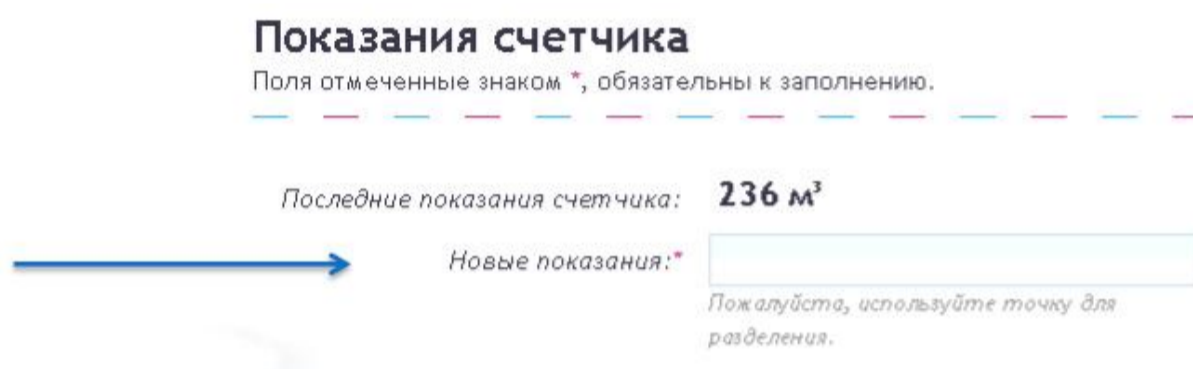 Показания счетчика
Поля отмеченные знаком *, обязательны к заполнению.
Последние показания счетчика: 236 м³
Новые показания:*
Пожалуйста, используйте точку для
разделения.